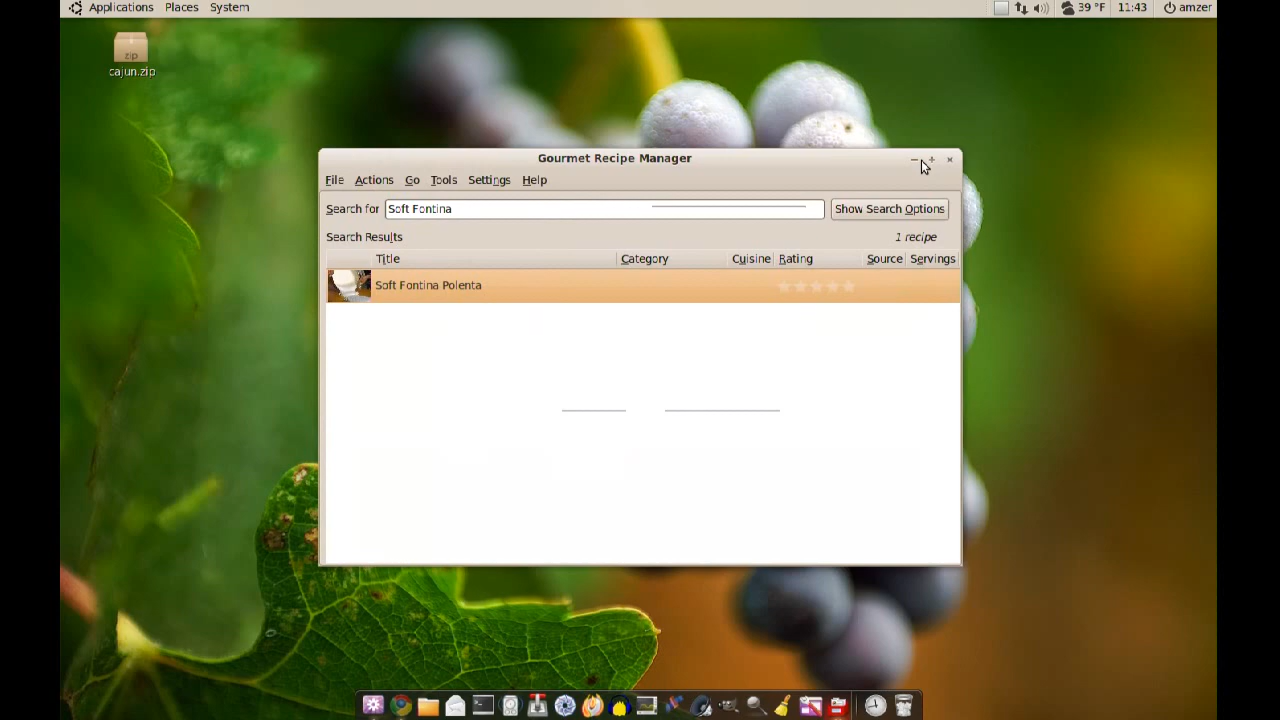 Applications Places System 39 °F 11:43 amzer
zip
cajun.zip
Gourmet Recipe Manager
File Actions Go Tools Settings Help
Search for Soft Fontina Show Search Options
Search Results 1 recipe
Title Category Cuisine Rating Source Servings
Soft Fontina Polenta